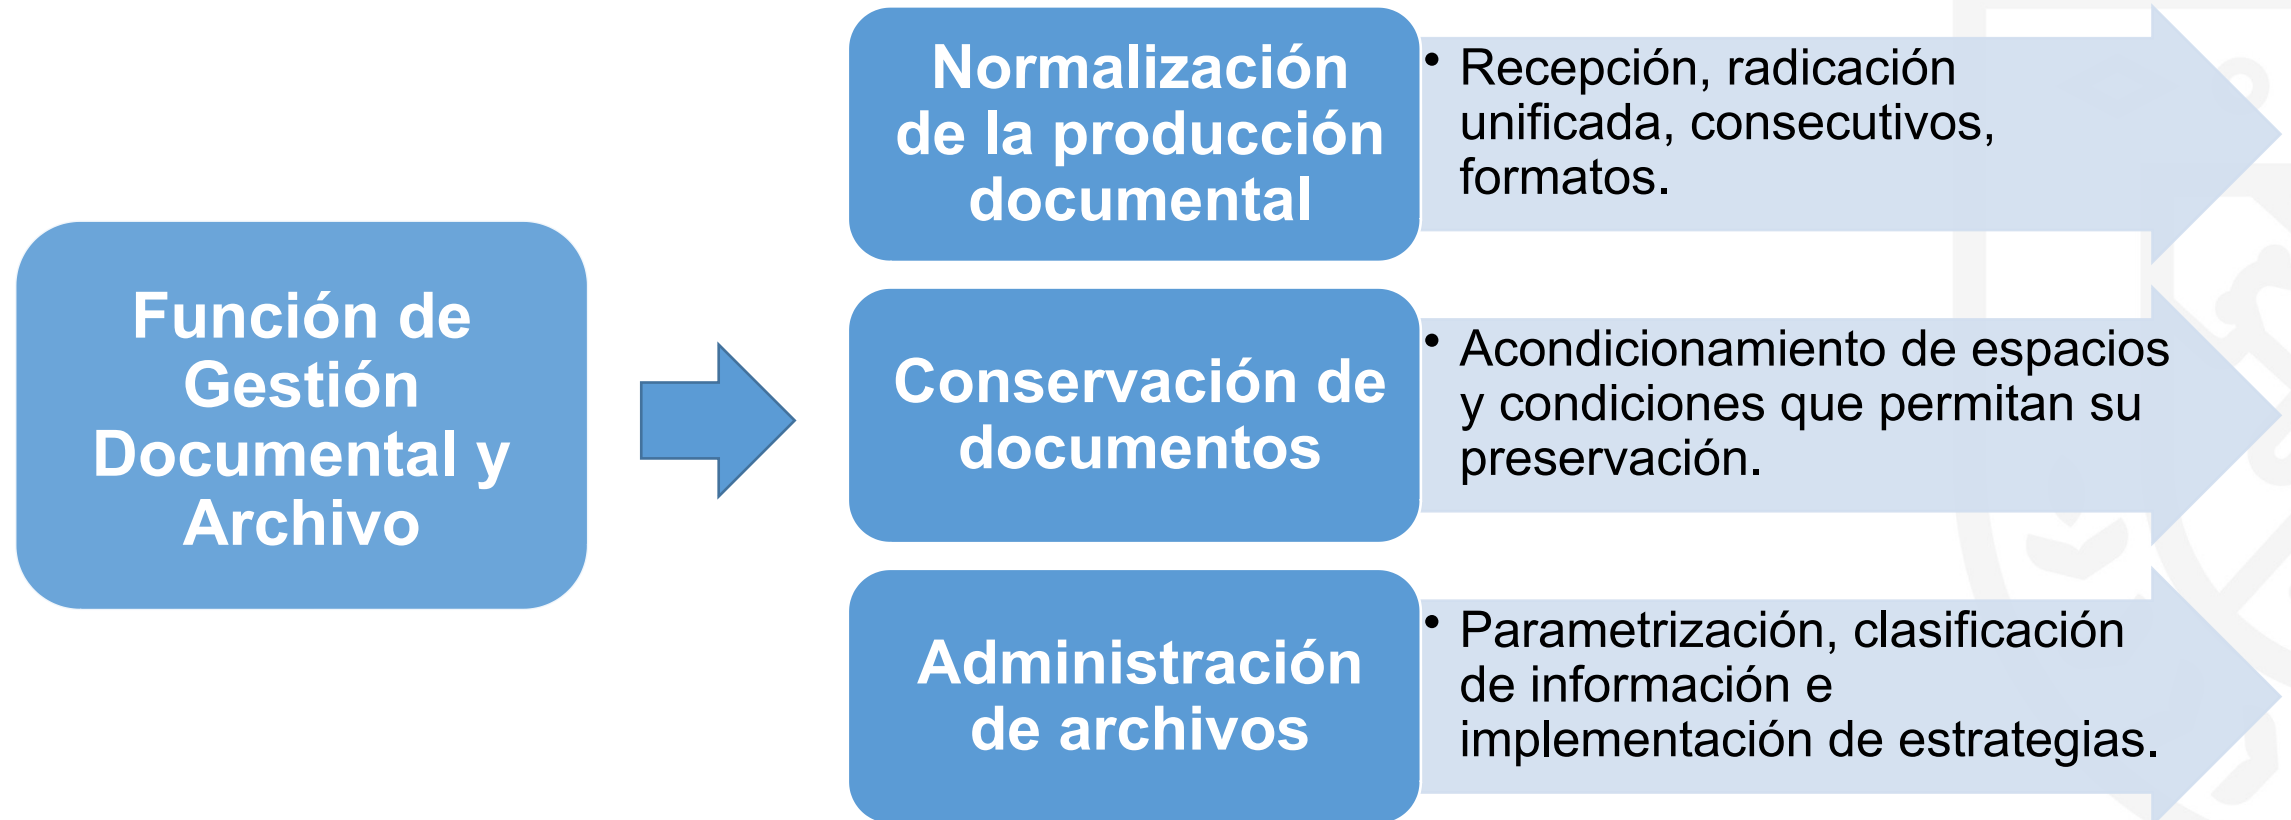 Función de
Gestión
Documental y
Archivo
Normalización
de la producción
documental
• Recepción, radicación
unificada, consecutivos,
formatos.
Conservación de
documentos
• Acondicionamiento de espacios
y condiciones que permitan su
preservación.
Administración
de archivos
• Parametrización, clasificación
de información e
implementación de estrategias.